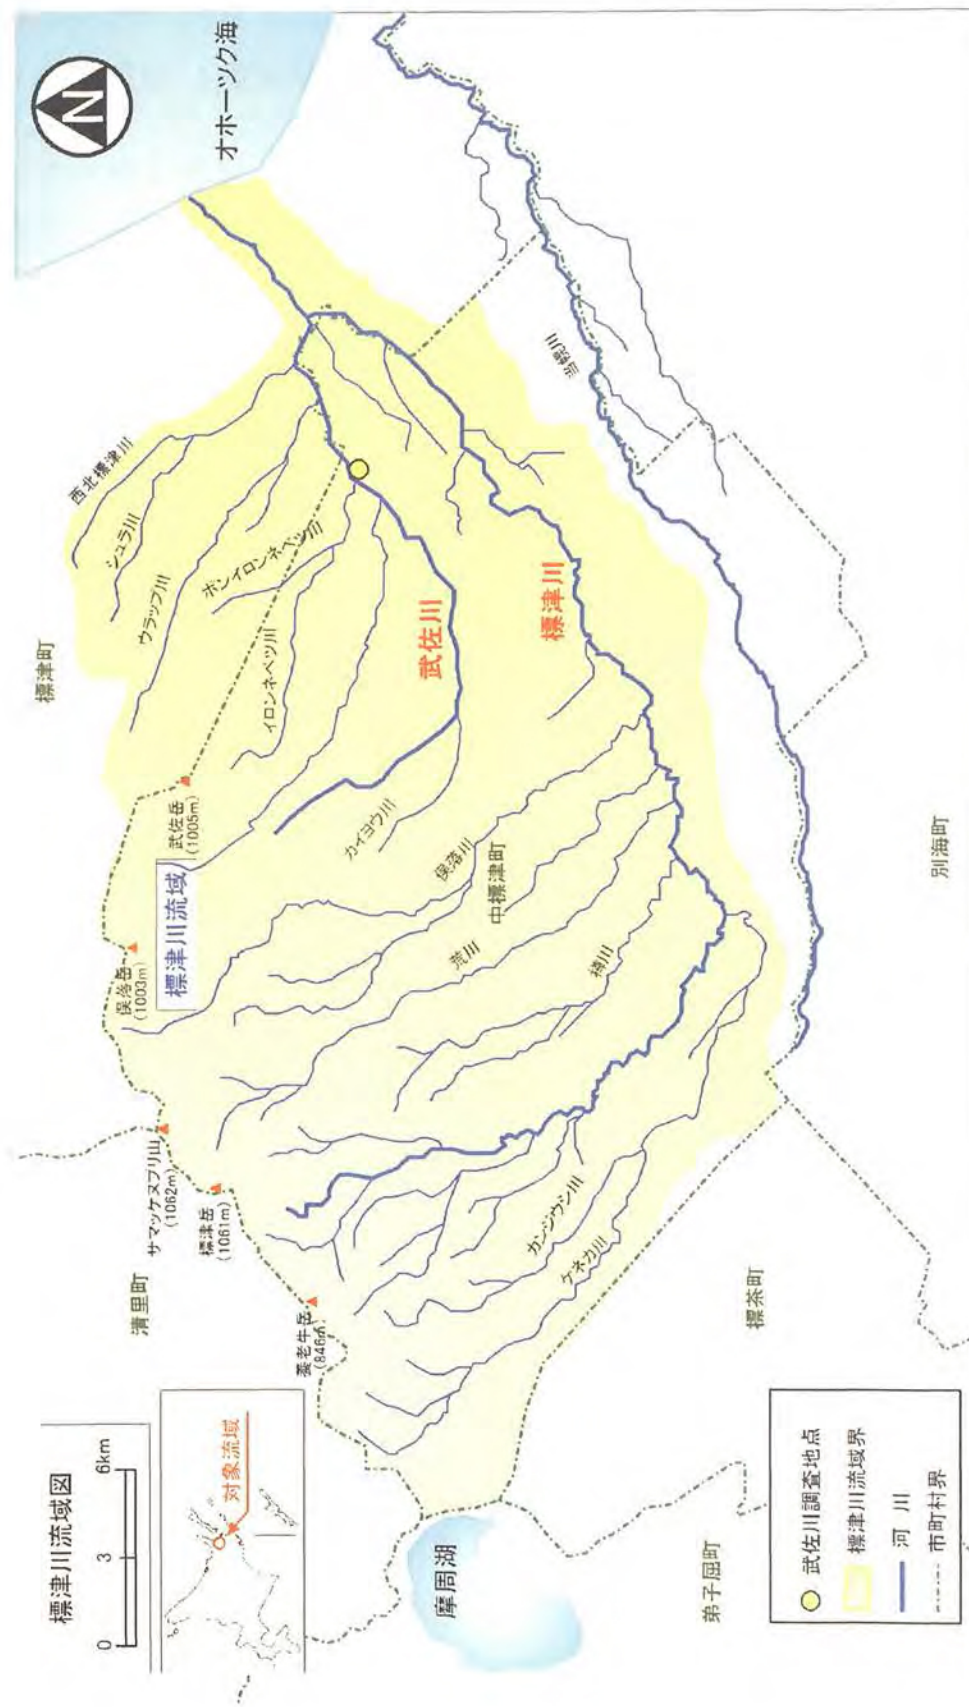 標津川流域図
0 3 6km
対象流域
N
オホーツク海
清里町
標津町
サマッケヌプリ山
(1062m)
標津岳
(1061m)
養老牛岳
(846m)
俣落岳
(1003m)
武佐岳
(1005m)
標津川流域
西北標津川
シュラ川
ウラップ川
ポンイロンネベツ川
イロンネベツ川
武佐川
カイヨウ川
標津川
俣落川
中標津町
荒川
カンジウシ川
ケネカ川
当幌川
摩周湖
弟子屈町
標茶町
別海町
武佐川調査地点
標津川流域界
河川
市町村界